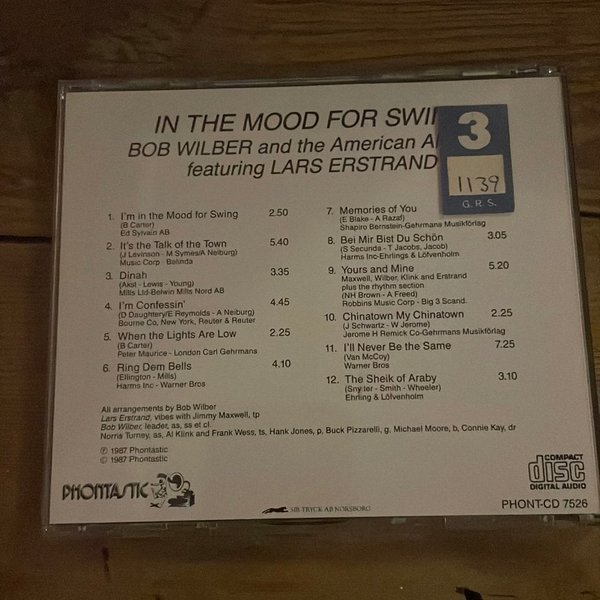 IN THE MOOD FOR SWI
BOB WILBER and the American Al
featuring LARS ERSTRAND
3
1139
G.R.S.
1. I'm in the Mood for Swing 2.50
(B Carter)
Ed Sylvain AB
2. It's the Talk of the Town 5.40
(J Levinson - M Symes/A Neiburg)
Music Corp - Belinda
3. Dinah 3.35
(Akst - Lewis - Young)
Mills Ltd-Belwin Mills Nord AB
4. I'm Confessin' 4.45
(D Daughtery/E Reynolds - A Neiburg)
Bourne Co, New York, Reuter & Reuter
5. When the Lights Are Low 2.25
(B Carter)
Peter Maurice - London Carl Gehrmans
6. Ring Dem Bells 4.10
(Ellington - Mills)
Harms Inc - Warner Bros
7. Memories of You
(E Blake - A Razaf)
Shapiro Bernstein-Gehrmans Musikförlag
8. Bei Mir Bist Du Schön 3.05
(S Secunda - T Jacobs, Jacob)
Harms Inc-Ehrlings & Löfvenholm
9. Yours and Mine 5.20
Maxwell, Wilber, Klink and Erstrand
plus the rhythm section
(NH Brown - A Freed)
Robbins Music Corp - Big 3 Scand.
10. Chinatown My Chinatown 2.25
(J Schwartz - W Jerome)
Jerome H Remick Co-Gehrmans Musikförlag
11. I'll Never Be the Same 7.25
(Van McCoy)
Warner Bros
12. The Sheik of Araby 3.10
(Snyter - Smith - Wheeler)
Ehrling & Löfvenholm
All arrangements by Bob Wilber
Lars Erstrand, vibes with Jimmy Maxwell, tp
Bob Wilber, leader, as, ss et cl
Norris Turney, as, Al Klink and Frank Wess, ts, Hank Jones, p, Buck Pizzarelli, g, Michael Moore, b, Connie Kay, dr
℗ 1987 Phontastic
© 1987 Phontastic
PHONTASTIC
SIB-TRYCK AB NORSBORG
COMPACT
disc
DIGITAL AUDIO
PHONT-CD 7526